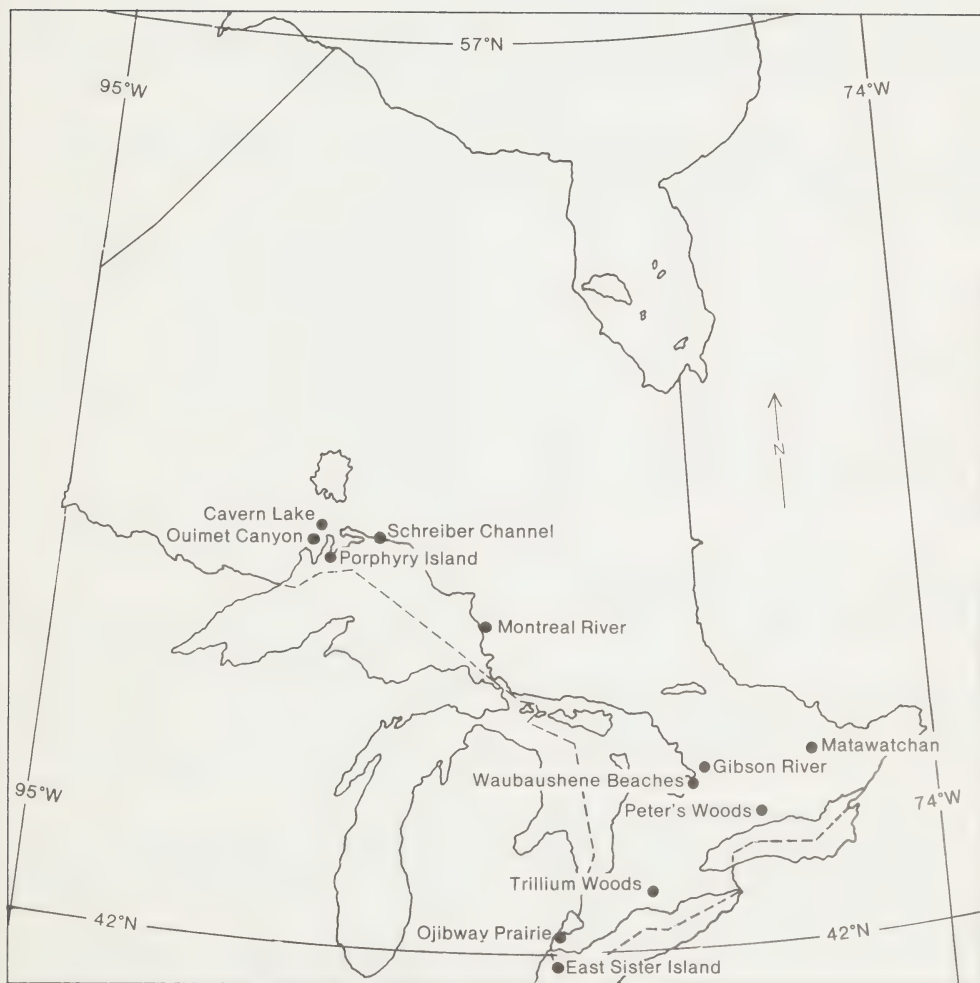 57°N
95°W
74°W
N
Cavern Lake
Ouimet Canyon
Schreiber Channel
Porphyry Island
Montreal River
Matawatchan
Gibson River
Waubaushene Beaches
95°W
74°W
Peter's Woods
Trillium Woods
42°N
Ojibway Prairie
42°N
East Sister Island